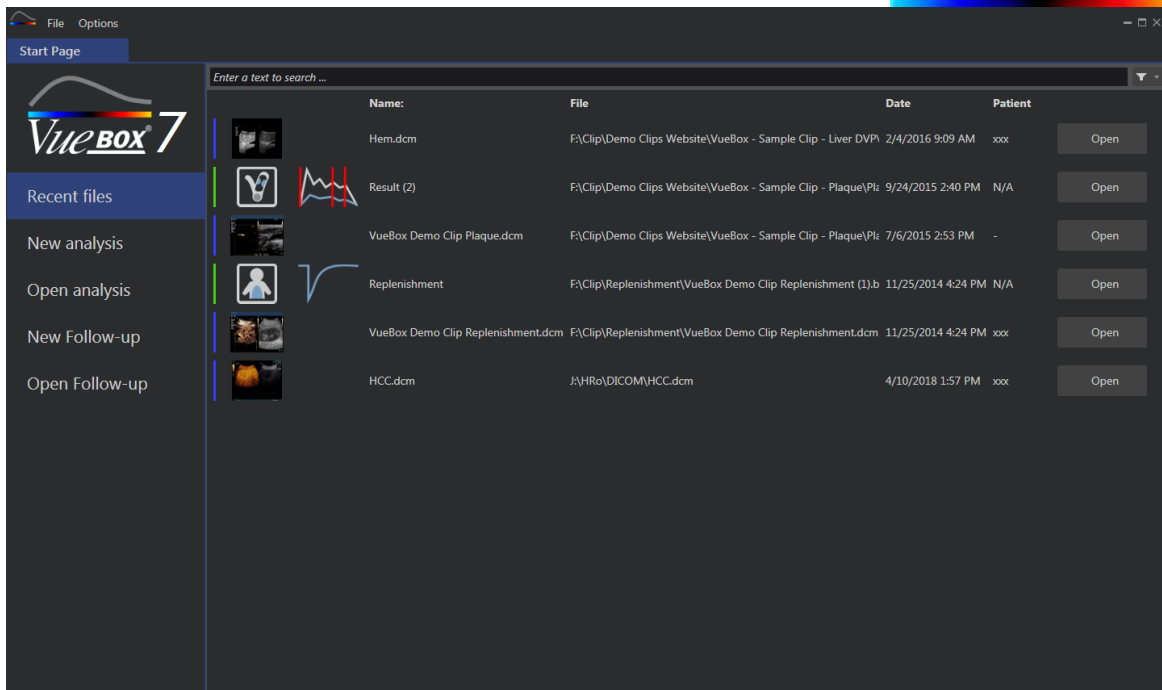 File Options
Start Page
VUEBOX® 7
Recent files
New analysis
Open analysis
New Follow-up
Open Follow-up
Enter a text to search ...
Name: File Date Patient
Hem.dcm F:\Clip\Demo Clips Website\VueBox - Sample Clip - Liver DVP\ 2/4/2016 9:09 AM xxx Open
Result (2) F:\Clip\Demo Clips Website\VueBox - Sample Clip - Plaque\Pla 9/24/2015 2:40 PM N/A Open
VueBox Demo Clip Plaque.dcm F:\Clip\Demo Clips Website\VueBox - Sample Clip - Plaque\Pla 7/6/2015 2:53 PM - Open
Replenishment F:\Clip\Replenishment\VueBox Demo Clip Replenishment (1).b 11/25/2014 4:24 PM N/A Open
VueBox Demo Clip Replenishment.dcm F:\Clip\Replenishment\VueBox Demo Clip Replenishment.dcm 11/25/2014 4:24 PM xxx Open
HCC.dcm J:\HRo\DICOM\HCC.dcm 4/10/2018 1:57 PM xxx Open